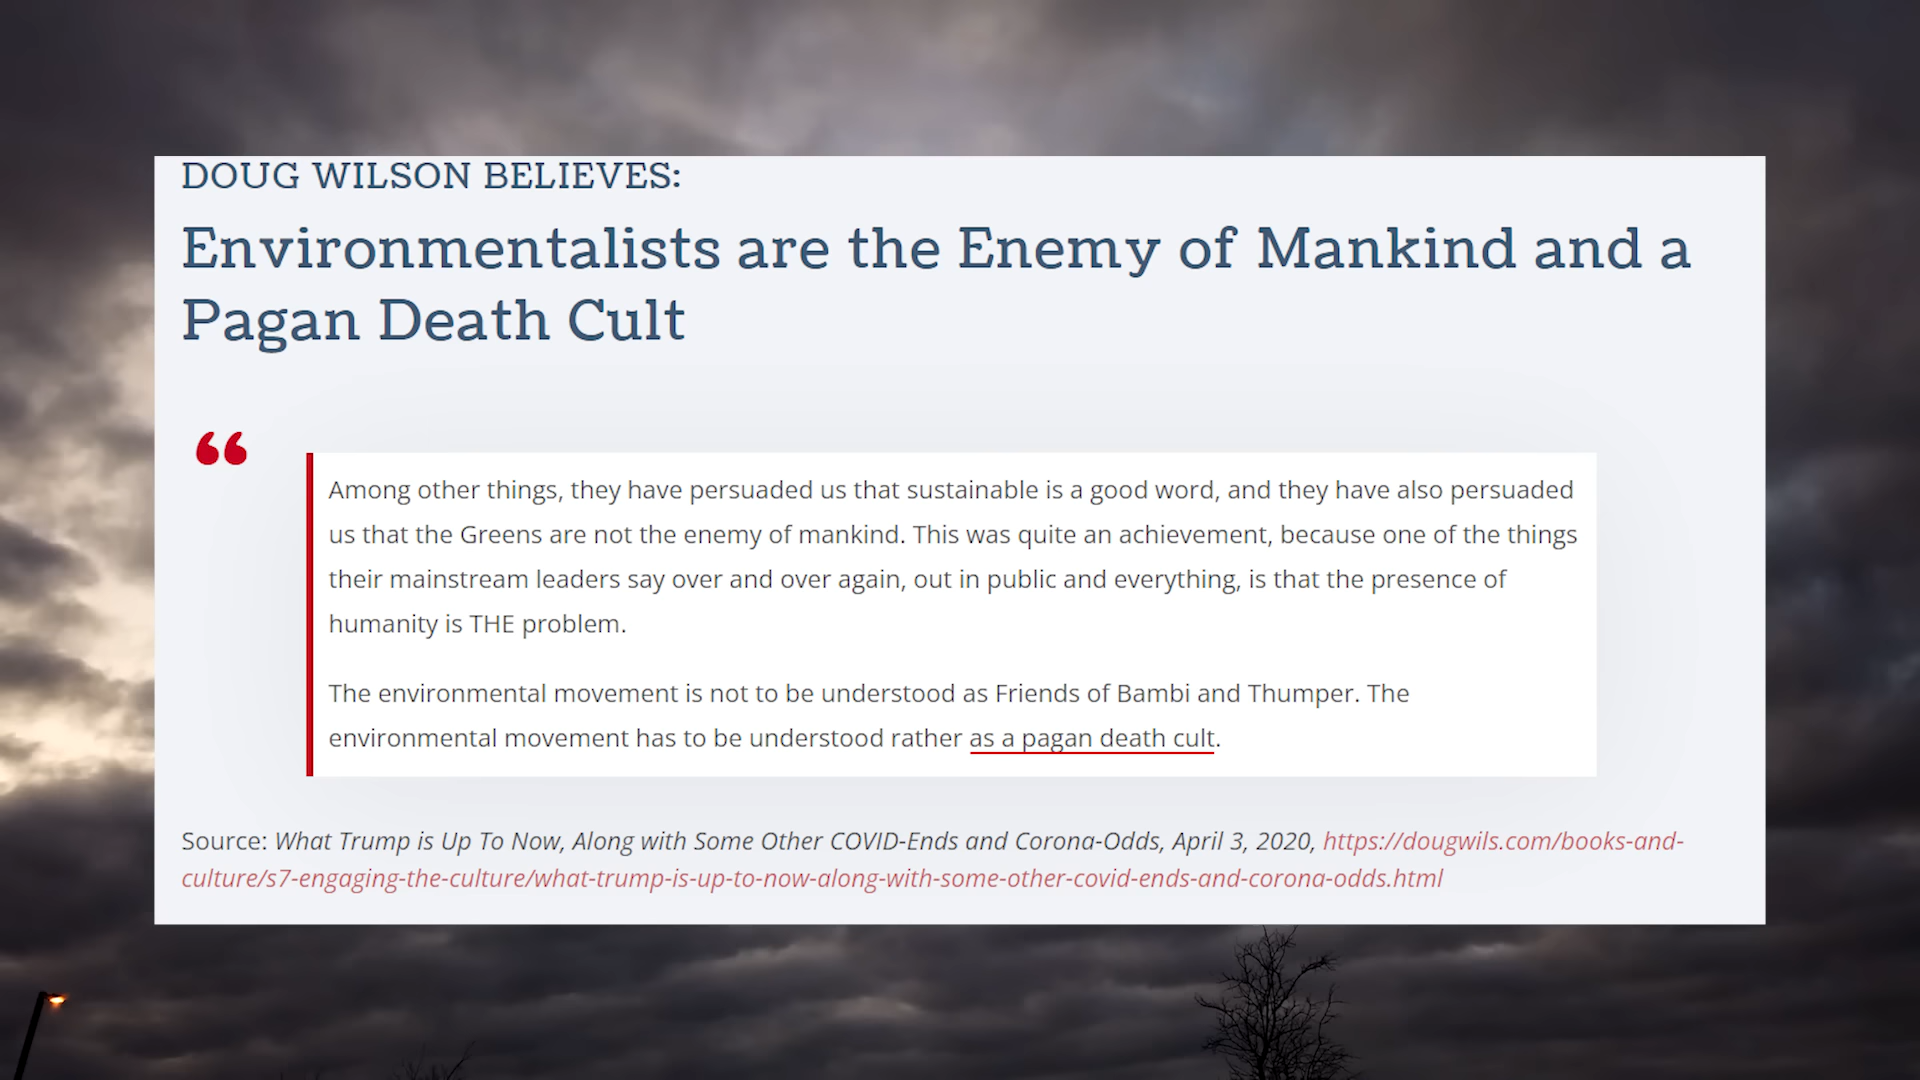 DOUG WILSON BELIEVES:
Environmentalists are the Enemy of Mankind and a
Pagan Death Cult
“
Among other things, they have persuaded us that sustainable is a good word, and they have also persuaded
us that the Greens are not the enemy of mankind. This was quite an achievement, because one of the things
their mainstream leaders say over and over again, out in public and everything, is that the presence of
humanity is THE problem.
The environmental movement is not to be understood as Friends of Bambi and Thumper. The
environmental movement has to be understood rather as a pagan death cult.
Source: What Trump is Up To Now, Along with Some Other COVID-Ends and Corona-Odds, April 3, 2020, https://dougwils.com/books-and-
culture/s7-engaging-the-culture/what-trump-is-up-to-now-along-with-some-other-covid-ends-and-corona-odds.html